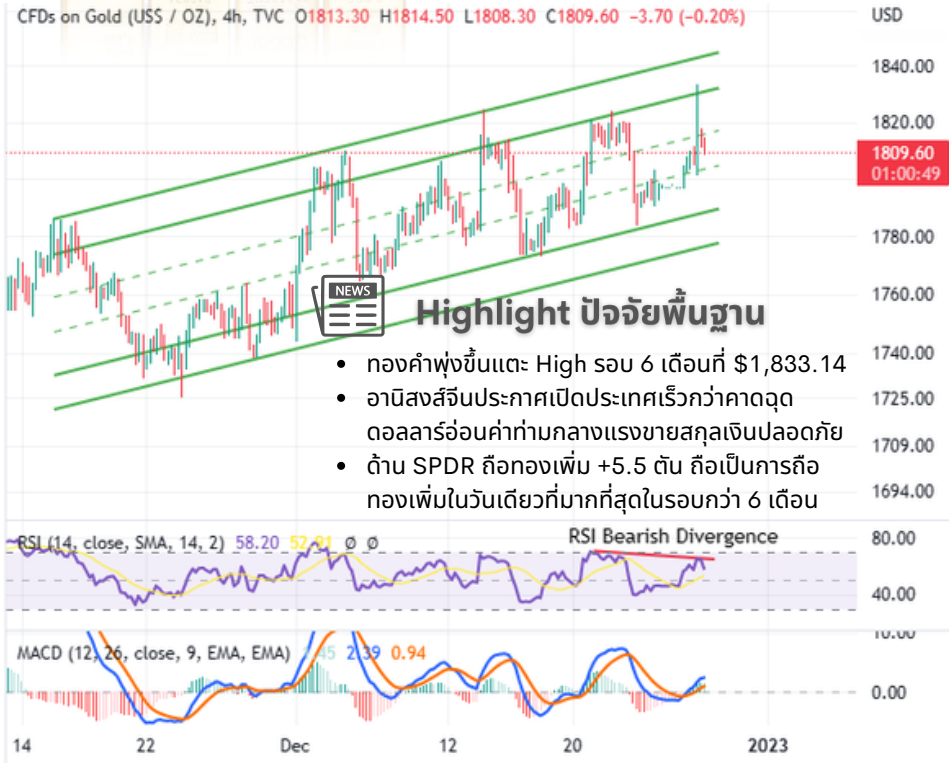 CFDs on Gold (US$ / OZ), 4h, TVC O1813.30 H1814.50 L1808.30 C1809.60 −3.70 (−0.20%)
USD
1840.00
1820.00
1809.60
01:00:49
1780.00
1760.00
1740.00
1725.00
1709.00
1694.00
NEWS
Highlight ปัจจัยพื้นฐาน
• ทองคำพุ่งขึ้นแตะ High รอบ 6 เดือนที่ $1,833.14
• อานิสงส์จีนประกาศเปิดประเทศเร็วกว่าคาดฉุด
ดอลลาร์อ่อนค่าท่ามกลางแรงขายสกุลเงินปลอดภัย
• ด้าน SPDR ถือทองเพิ่ม +5.5 ตัน ถือเป็นการถือ
ทองเพิ่มในวันเดียวที่มากที่สุดในรอบกว่า 6 เดือน
RSI (14, close, SMA, 14, 2) 58.20 52.91 Ø Ø
RSI Bearish Divergence
80.00
40.00
MACD (12, 26, close, 9, EMA, EMA) 1.45 2.39 0.94
10.00
0.00
14 22 Dec 12 20 2023